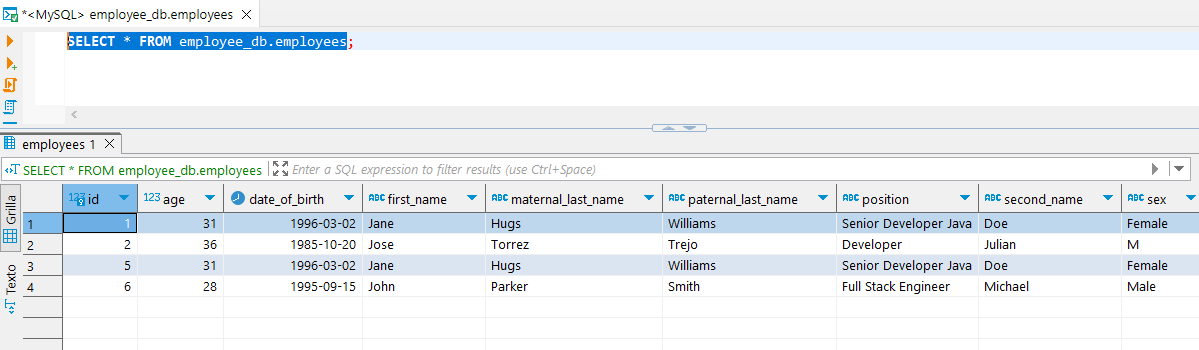 *<MySQL> employee_db.employees
SELECT * FROM employee_db.employees;
employees 1
SELECT * FROM employee_db.employees Enter a SQL expression to filter results (use Ctrl+Space)
Grilla
Texto
123 id 123 age date_of_birth ABC first_name ABC maternal_last_name ABC paternal_last_name ABC position ABC second_name ABC sex
1 1 31 1996-03-02 Jane Hugs Williams Senior Developer Java Doe Female
2 2 36 1985-10-20 Jose Torrez Trejo Developer Julian M
3 5 31 1996-03-02 Jane Hugs Williams Senior Developer Java Doe Female
4 6 28 1995-09-15 John Parker Smith Full Stack Engineer Michael Male